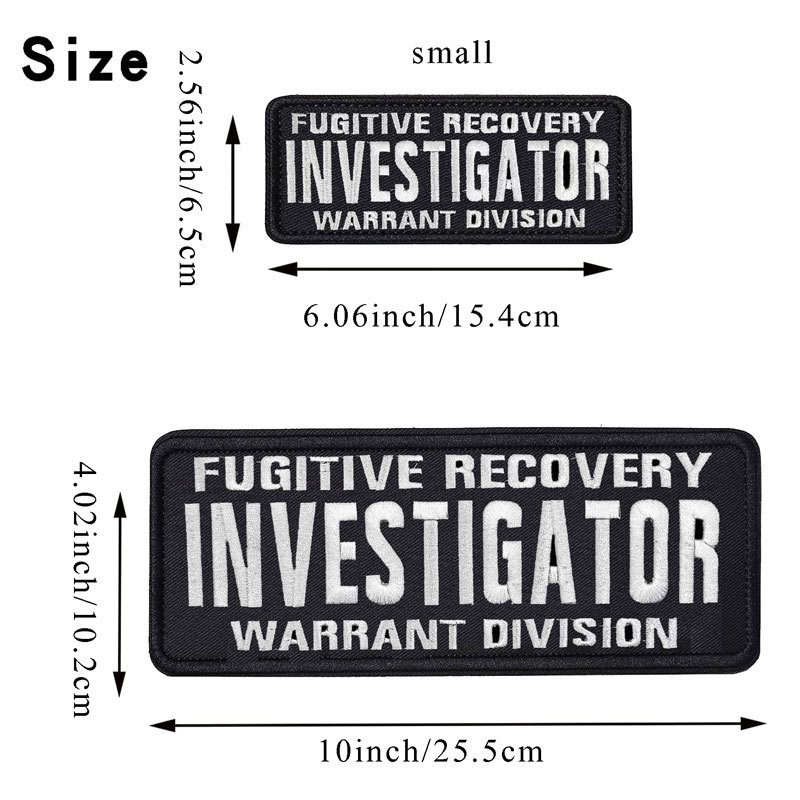 Size
small
2.56inch/6.5cm
FUGITIVE RECOVERY
INVESTIGATOR
WARRANT DIVISION
6.06inch/15.4cm
4.02inch/10.2cm
FUGITIVE RECOVERY
INVESTIGATOR
WARRANT DIVISION
10inch/25.5cm